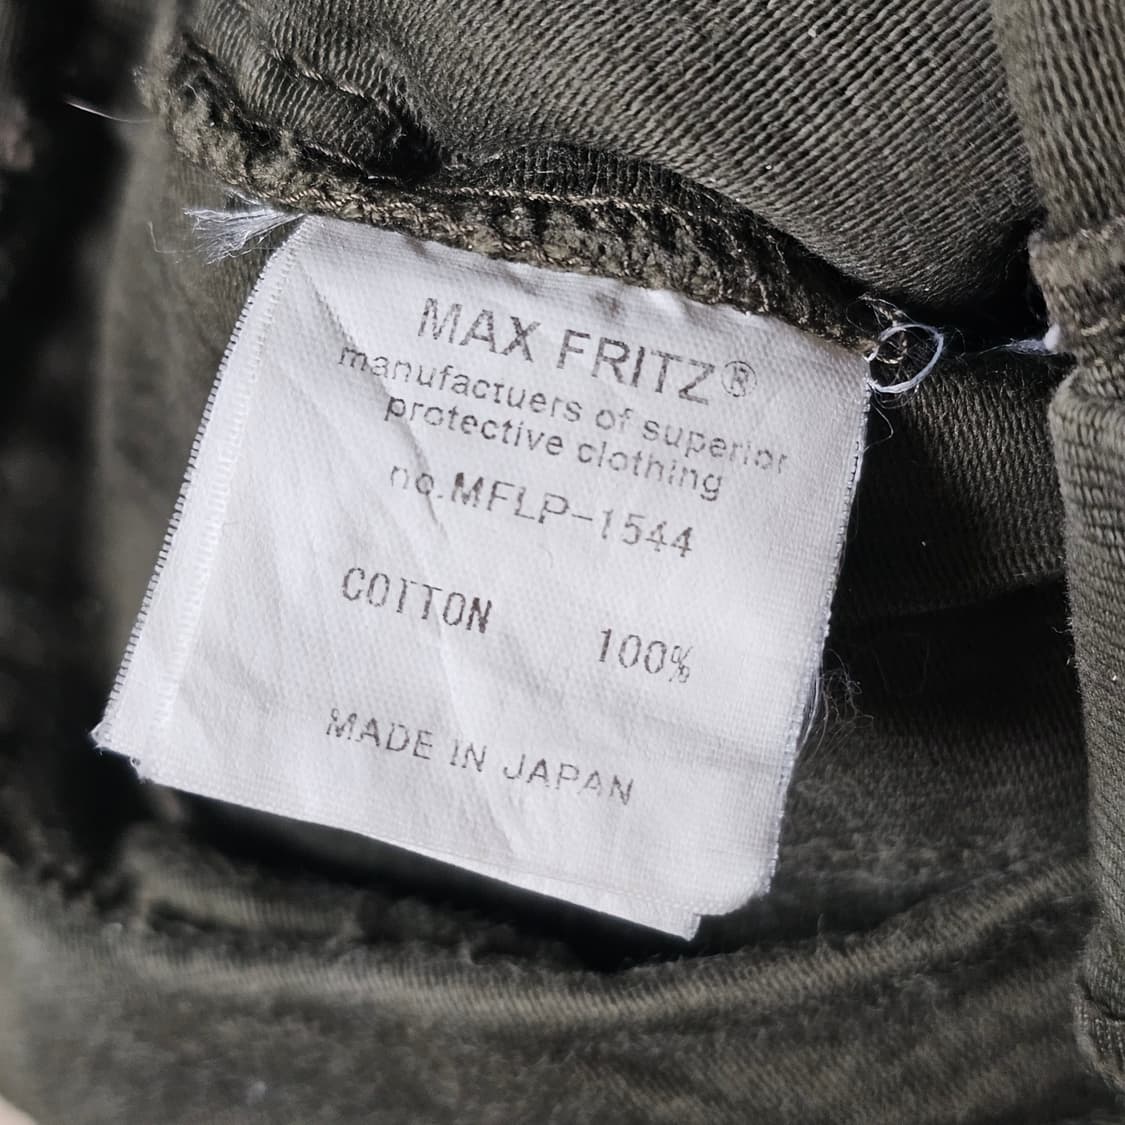 MAX FRITZ®
manufactuers of superior
protective clothing
no.MFLP-1544
COTTON 100%
MADE IN JAPAN